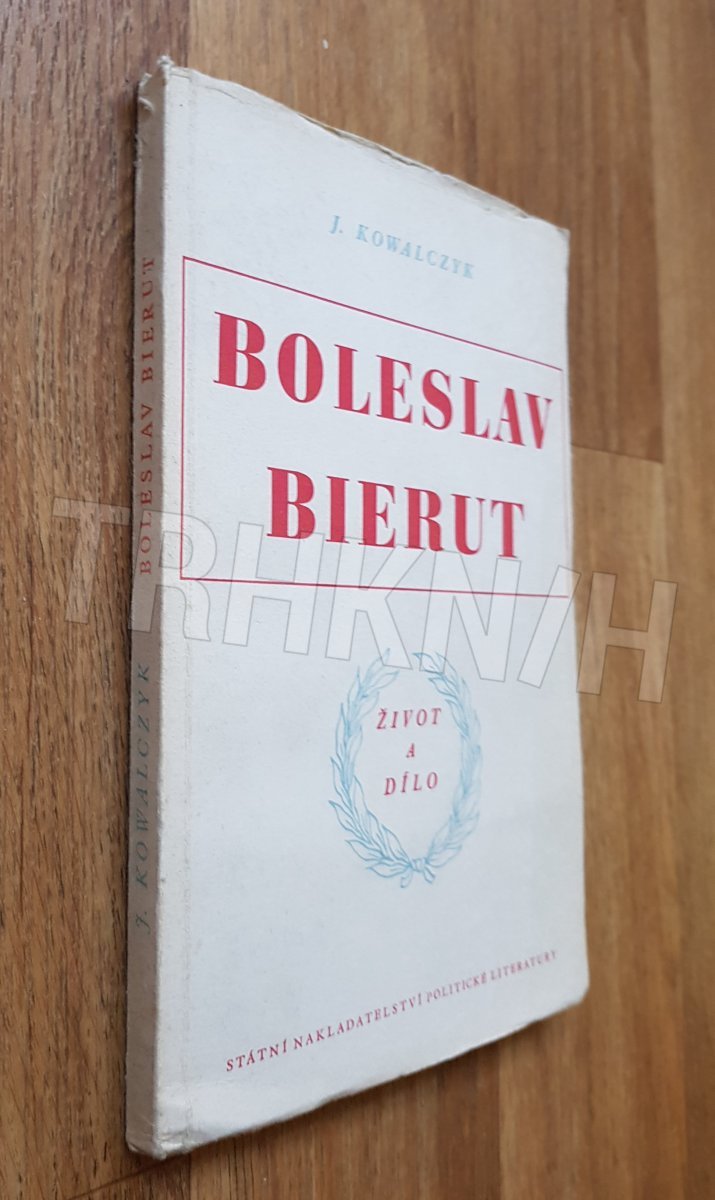 J. KOWALCZYK
BOLESLAV
BIERUT
ŽIVOT
A
DÍLO
STÁTNÍ NAKLADATELSTVÍ POLITICKÉ LITERATURY
J. KOWALCZYK BOLESLAV BIERUT
TRHKNIH